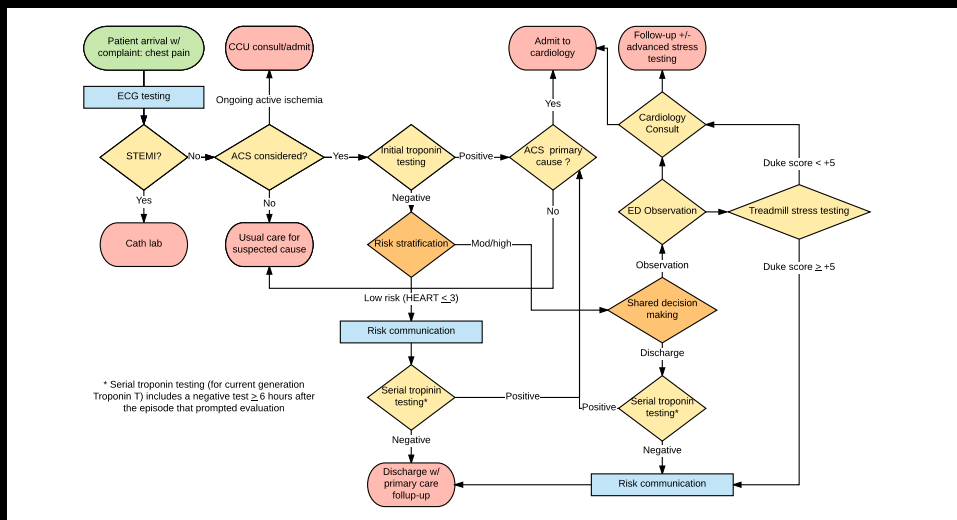 Patient arrival w/
complaint: chest pain
CCU consult/admit
Admit to
cardiology
Follow-up +/-
advanced stress
testing
ECG testing
Ongoing active ischemia
Yes
Cardiology
Consult
STEMI?
No
ACS considered?
Yes
Initial troponin
testing
Positive
ACS primary
cause ?
Duke score < +5
Yes
No
Negative
No
ED Observation
Treadmill stress testing
Cath lab
Usual care for
suspected cause
Risk stratification
Mod/high
Observation
Duke score ≥ +5
Low risk (HEART ≤ 3)
Shared decision
making
Risk communication
Discharge
* Serial troponin testing (for current generation
Troponin T) includes a negative test ≥ 6 hours after
the episode that prompted evaluation
Serial tropinin
testing*
Positive
Positive
Serial troponin
testing*
Negative
Negative
Discharge w/
primary care
follup-up
Risk communication